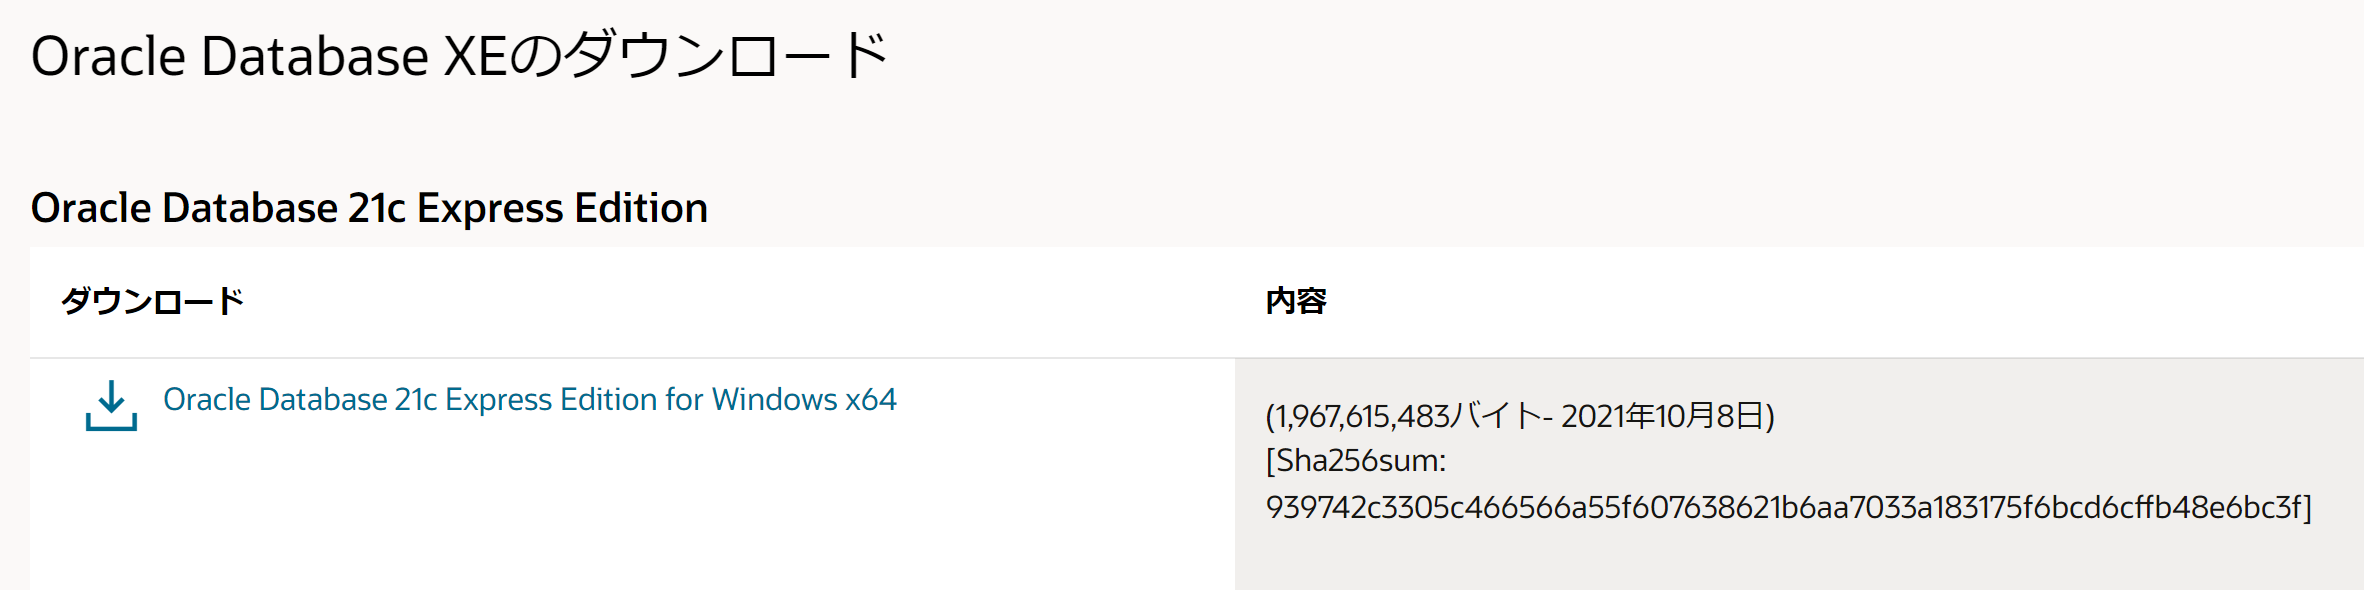 Oracle Database XEのダウンロード
Oracle Database 21c Express Edition
ダウンロード
内容
Oracle Database 21c Express Edition for Windows x64
(1,967,615,483バイト- 2021年10月8日)
[Sha256sum:
939742c3305c466566a55f607638621b6aa7033a183175f6bcd6cffb48e6bc3f]